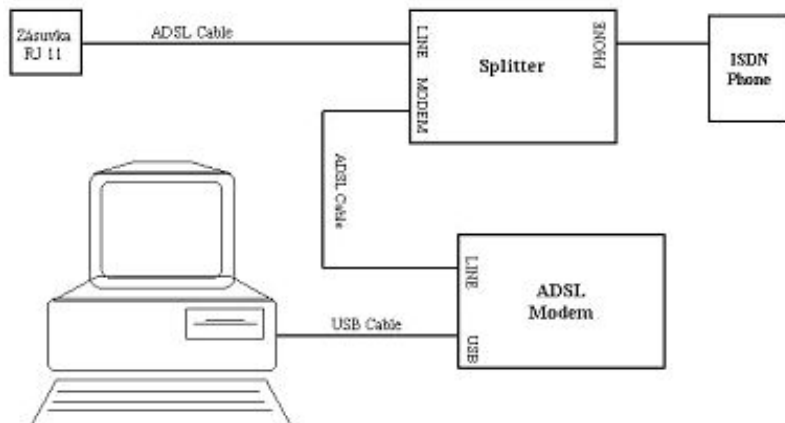 Zásuvka
RJ 11
ADSL Cable
LINE
MODEM
Splitter
PHONE
ISDN
Phone
ADSL Cable
LINE
ADSL
Modem
USB Cable
USB